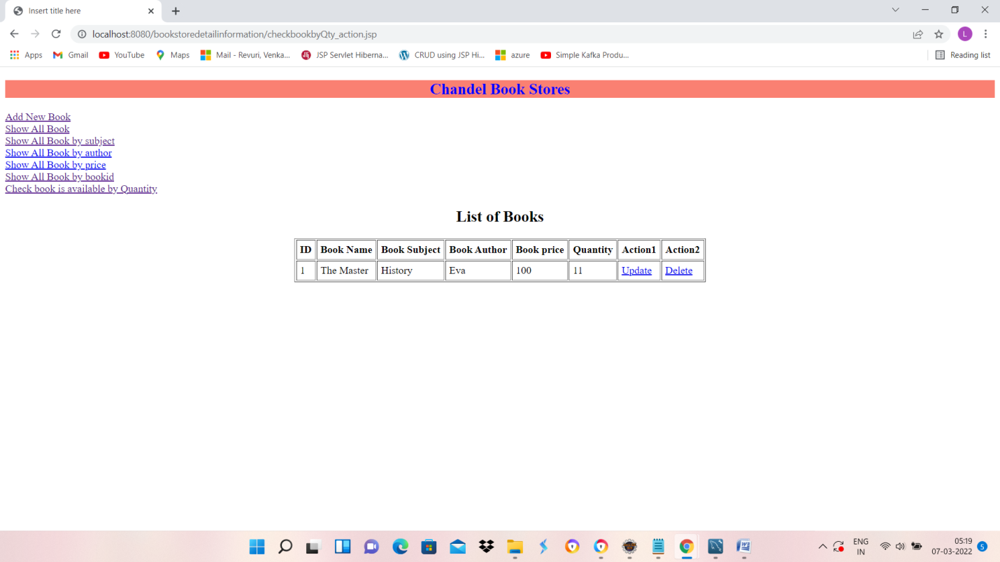 Insert title here
localhost:8080/bookstoredetailinformation/checkbookbyQty_action.jsp
L
Apps Gmail YouTube Maps Mail - Revuri, Venka... JSP Servlet Hiberna... CRUD using JSP Hi... azure Simple Kafka Produ... Reading list
Chandel Book Stores
Add New Book
Show All Book
Show All Book by subject
Show All Book by author
Show All Book by price
Show All Book by bookid
Check book is available by Quantity
List of Books
ID Book Name Book Subject Book Author Book price Quantity Action1 Action2
1 The Master History Eva 100 11 Update Delete
ENG 05:19
IN 07-03-2022 5